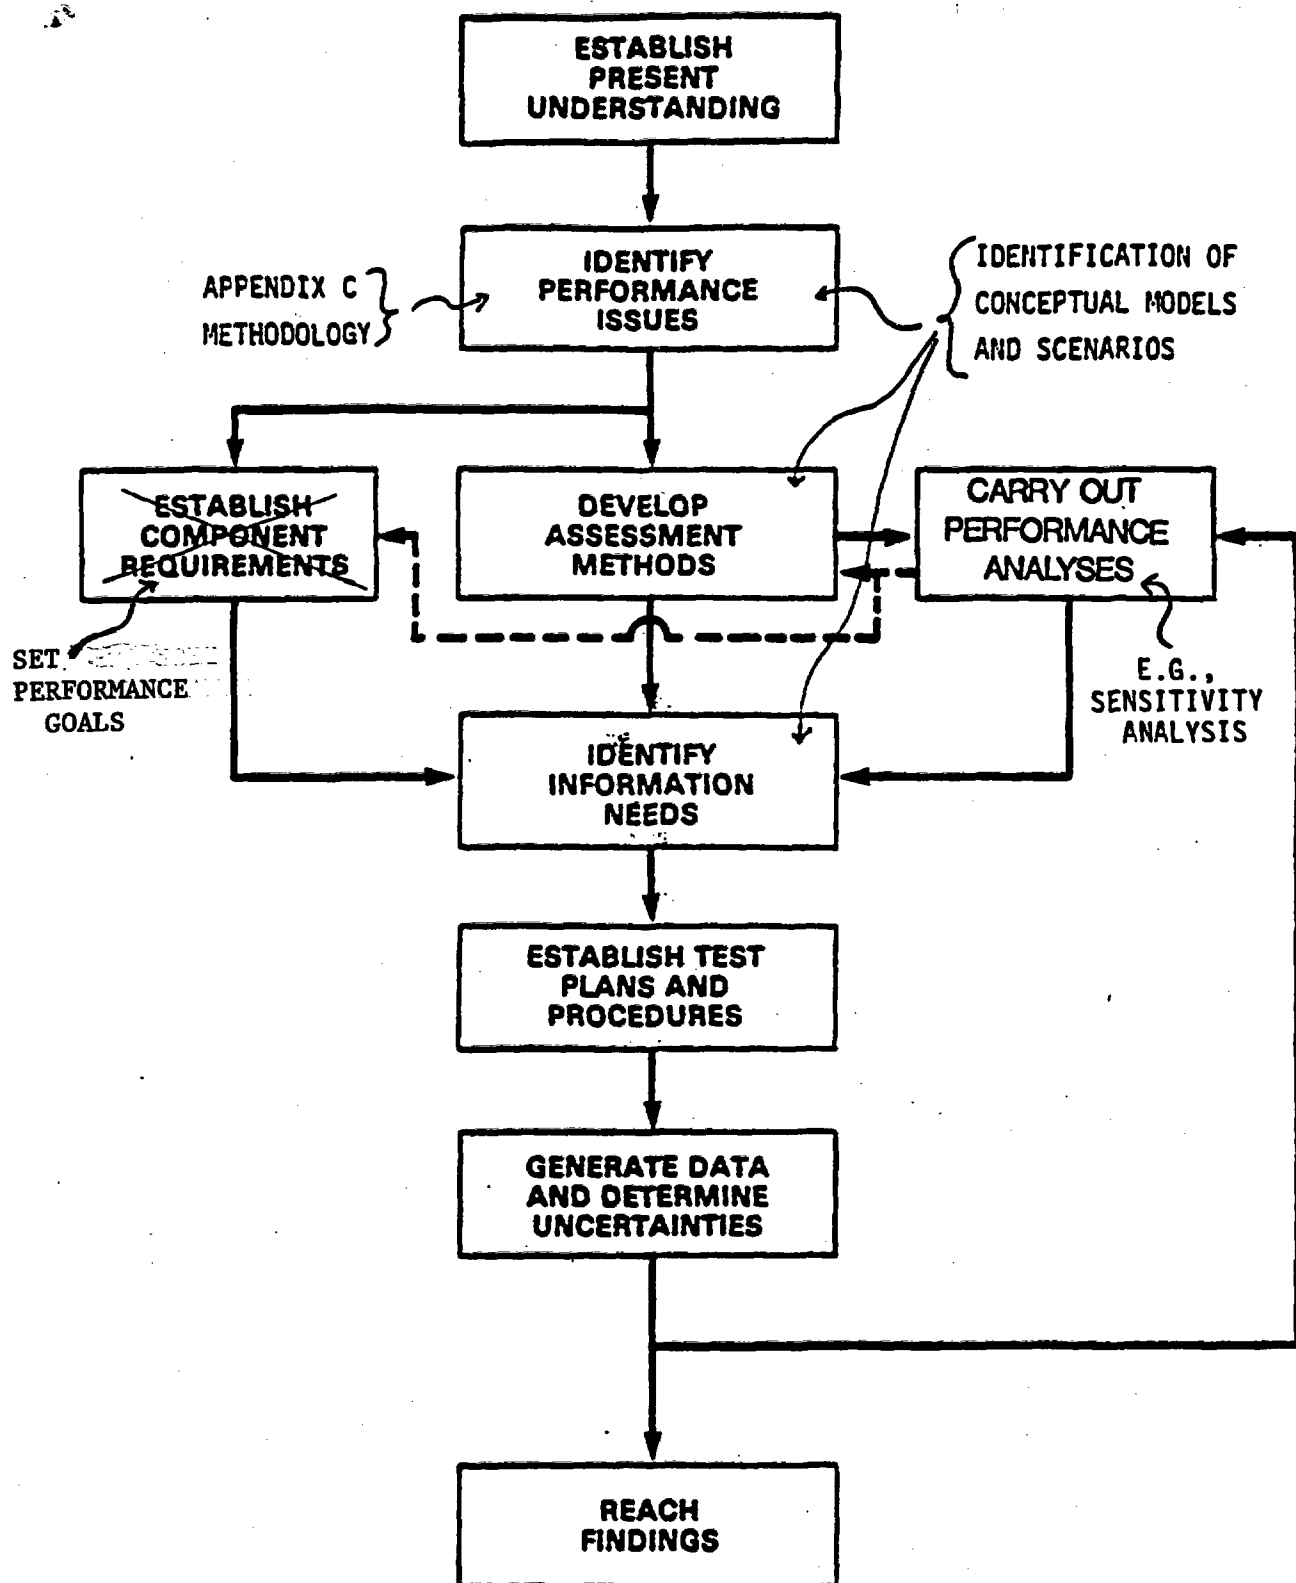 ESTABLISH
PRESENT
UNDERSTANDING
IDENTIFY
PERFORMANCE
ISSUES
APPENDIX C
METHODOLOGY
IDENTIFICATION OF
CONCEPTUAL MODELS
AND SCENARIOS
ESTABLISH
COMPONENT
REQUIREMENTS
DEVELOP
ASSESSMENT
METHODS
CARRY OUT
PERFORMANCE
ANALYSES
SET
PERFORMANCE
GOALS
E.G.,
SENSITIVITY
ANALYSIS
IDENTIFY
INFORMATION
NEEDS
ESTABLISH TEST
PLANS AND
PROCEDURES
GENERATE DATA
AND DETERMINE
UNCERTAINTIES
REACH
FINDINGS